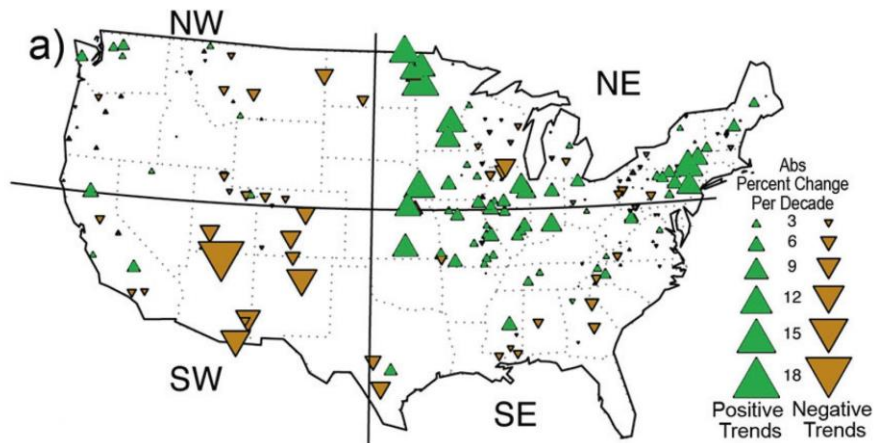 a)
NW
NE
SW
SE
Abs
Percent Change
Per Decade
3
6
9
12
15
18
Positive Negative
Trends Trends